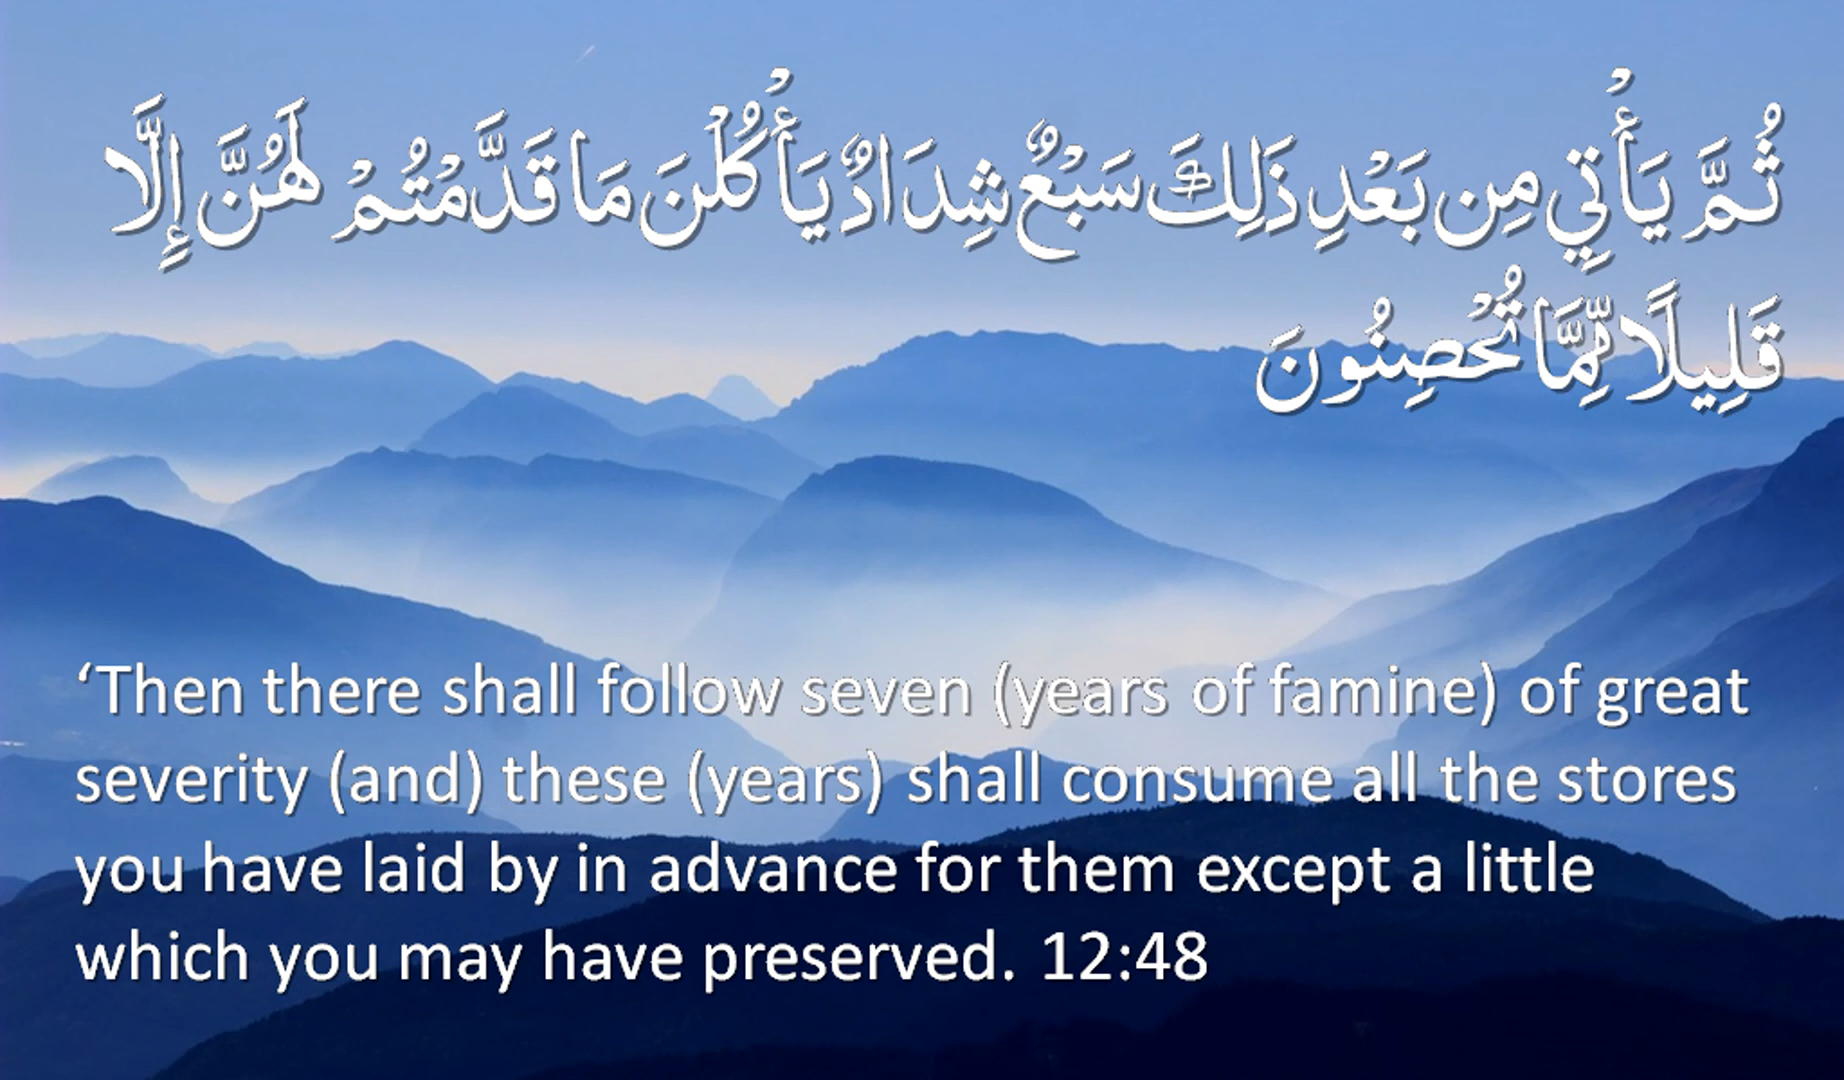 ثُمَّ يَأْتِي مِن بَعْدِ ذَٰلِكَ سَبْعٌ شِدَادٌ يَأْكُلْنَ مَا قَدَّمْتُمْ لَهُنَّ إِلَّا
قَلِيلًا مِّمَّا تُحْصِنُونَ
‘Then there shall follow seven (years of famine) of great
severity (and) these (years) shall consume all the stores
you have laid by in advance for them except a little
which you may have preserved. 12:48